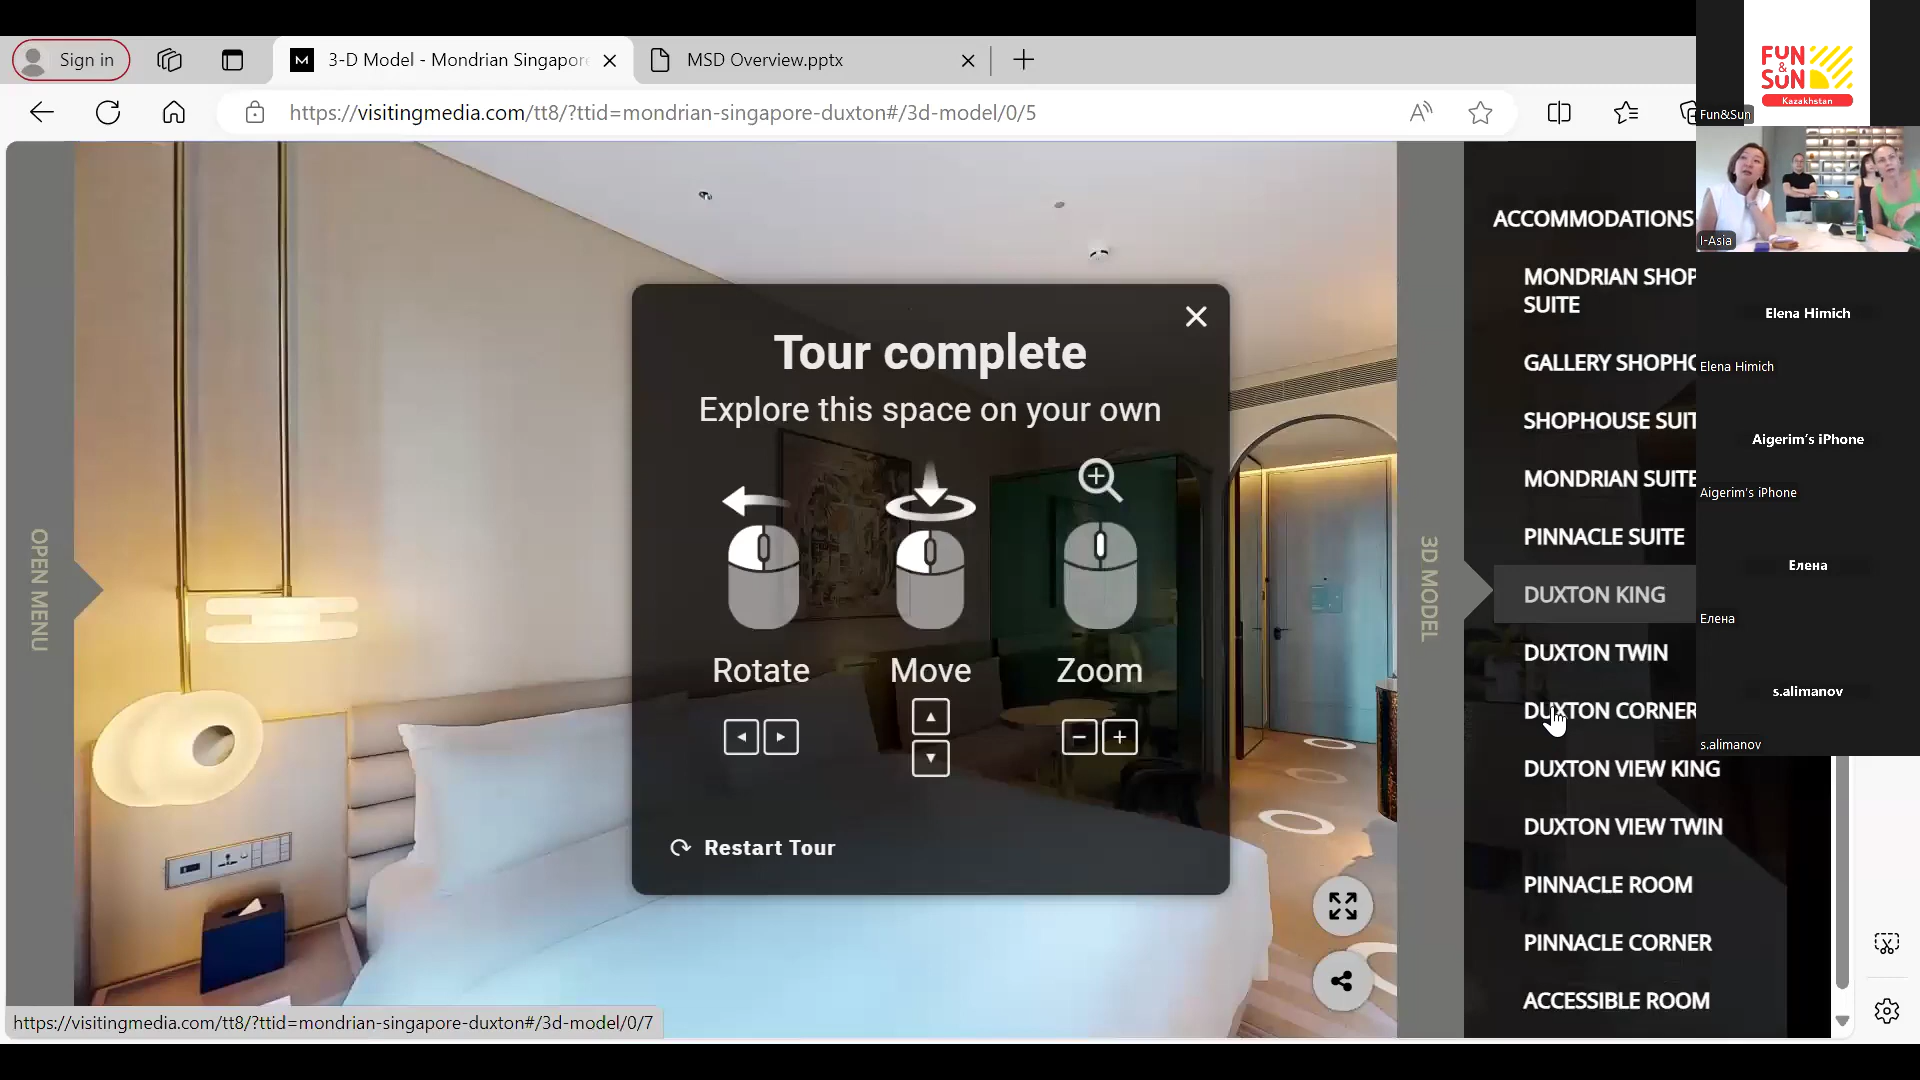 Sign in
3-D Model - Mondrian Singapore
MSD Overview.pptx
https://visitingmedia.com/tt8/?ttid=mondrian-singapore-duxton#/3d-model/0/5
A
OPEN MENU
Tour complete
Explore this space on your own
Rotate
Move
Zoom
Restart Tour
3D MODEL
ACCOMMODATIONS
MONDRIAN SHOP
SUITE
GALLERY SHOPHO
SHOPHOUSE SUIT
MONDRIAN SUITE
PINNACLE SUITE
DUXTON KING
DUXTON TWIN
DUXTON CORNER
DUXTON VIEW KING
DUXTON VIEW TWIN
PINNACLE ROOM
PINNACLE CORNER
ACCESSIBLE ROOM
https://visitingmedia.com/tt8/?ttid=mondrian-singapore-duxton#/3d-model/0/7
FUN
&
SUN
Kazakhstan
Fun&Sun
I-Asia
Elena Himich
Elena Himich
Aigerim's iPhone
Aigerim's iPhone
Елена
Елена
s.alimanov
s.alimanov